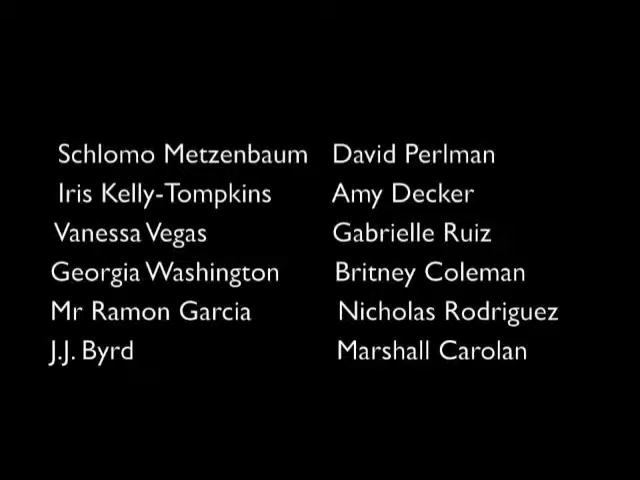 Schlomo Metzenbaum David Perlman
Iris Kelly-Tompkins Amy Decker
Vanessa Vegas Gabrielle Ruiz
Georgia Washington Britney Coleman
Mr Ramon Garcia Nicholas Rodriguez
J.J. Byrd Marshall Carolan